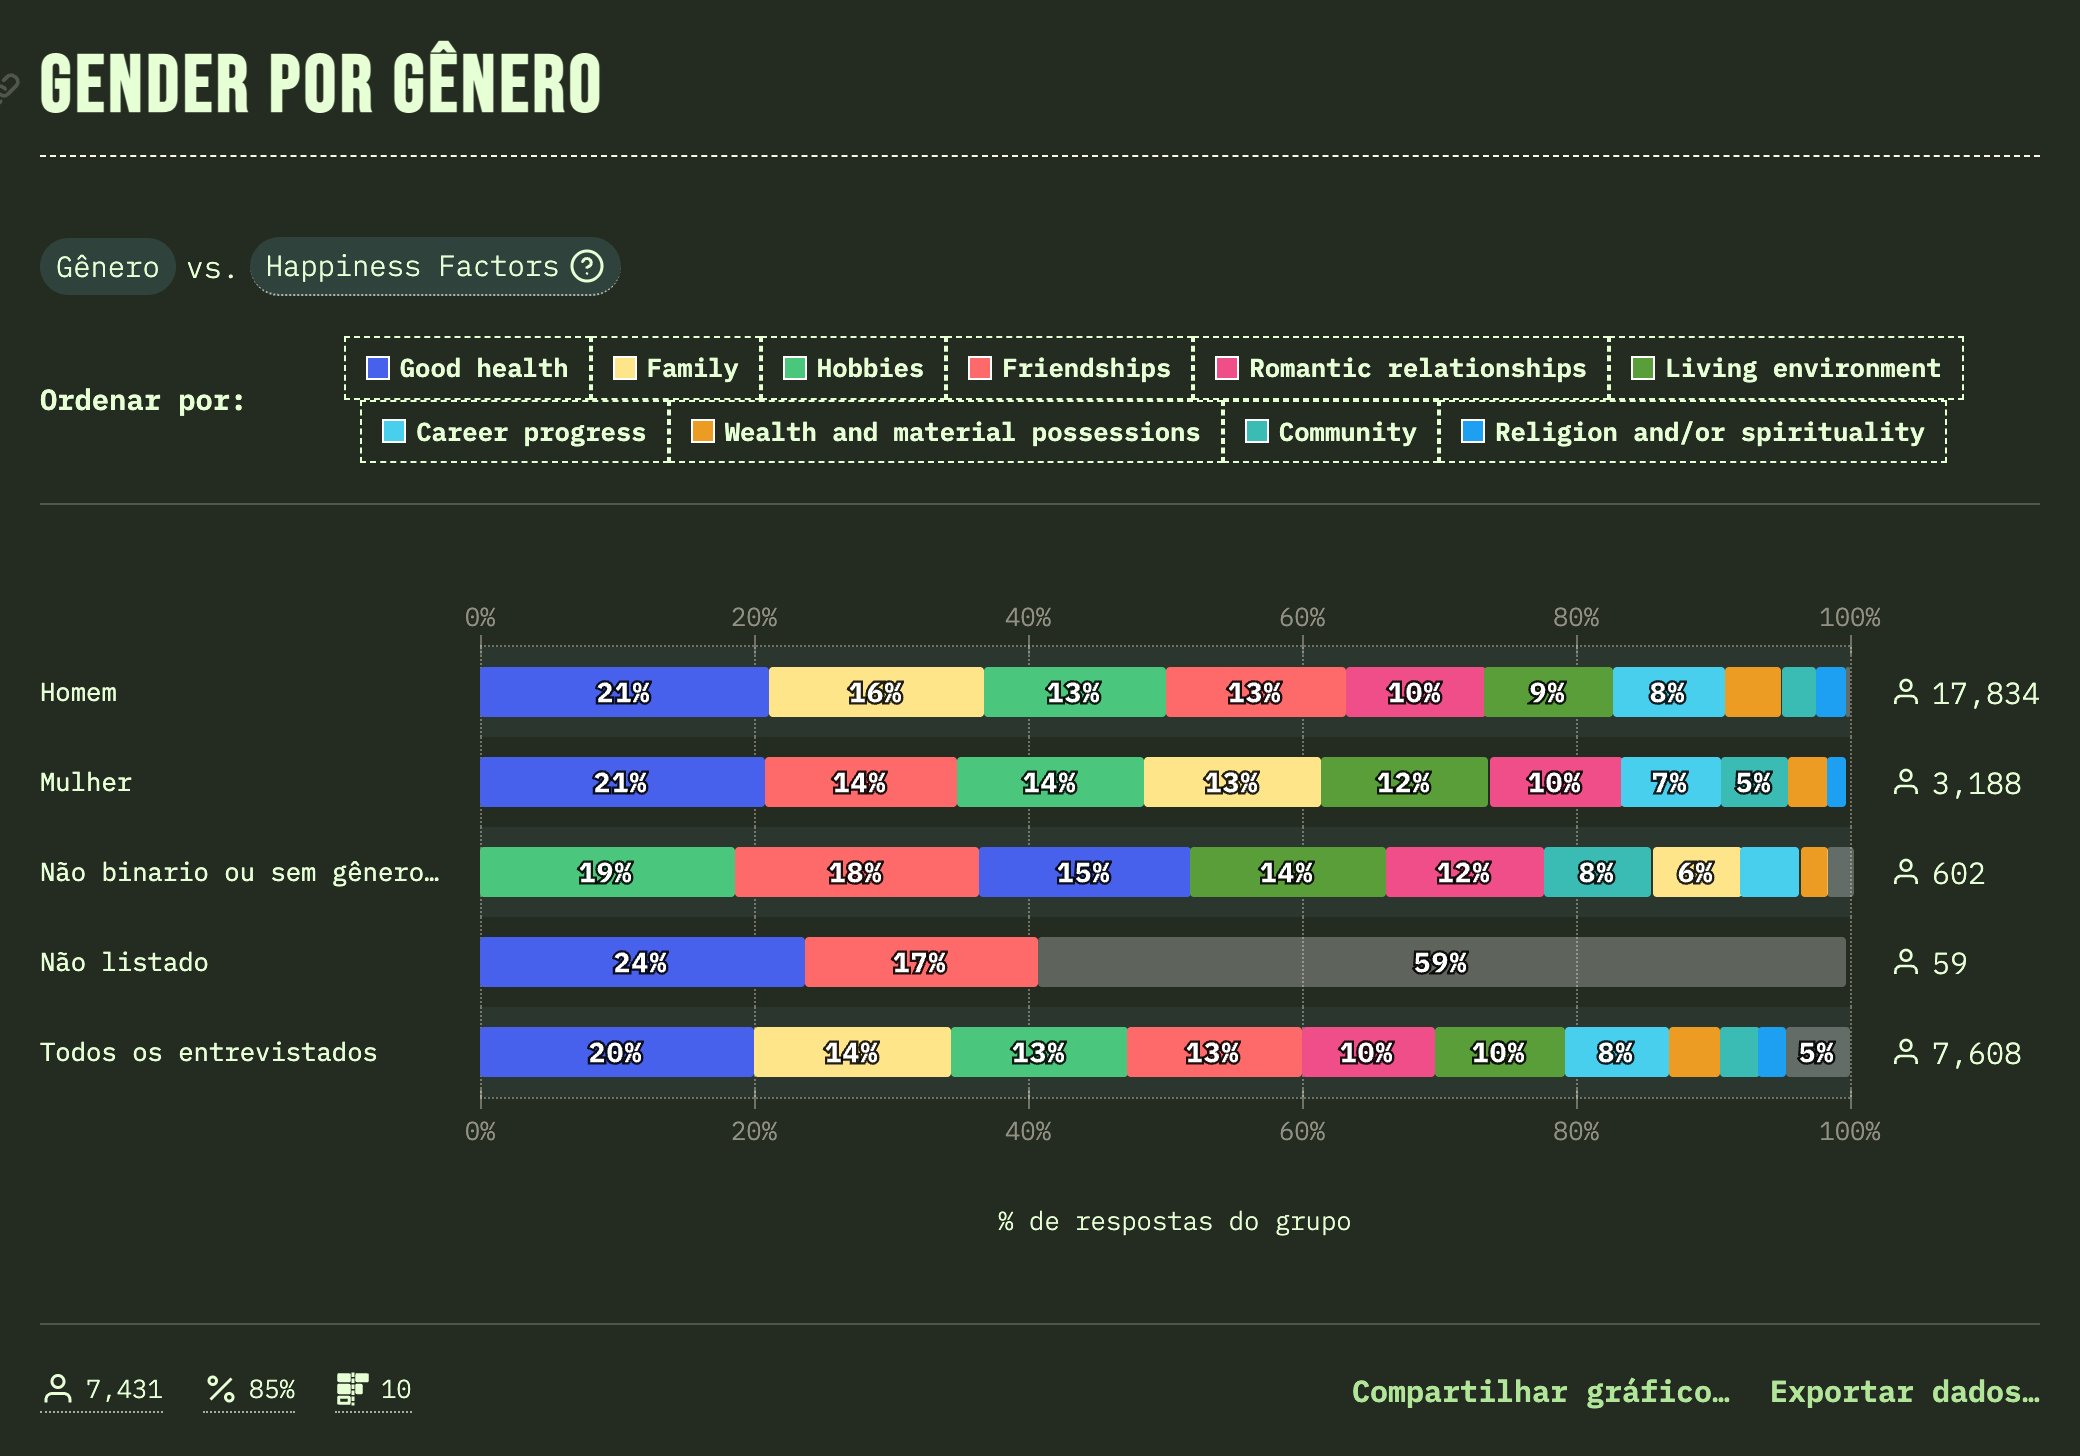 GENDER POR GÊNERO
Gênero vs. Happiness Factors ?
Ordenar por:
Good health Family Hobbies Friendships Romantic relationships Living environment
Career progress Wealth and material possessions Community Religion and/or spirituality
0% 20% 40% 60% 80% 100%
Homem 21% 16% 13% 13% 10% 9% 8% 17,834
Mulher 21% 14% 14% 13% 12% 10% 7% 5% 3,188
Não binario ou sem gênero… 19% 18% 15% 14% 12% 8% 6% 602
Não listado 24% 17% 59% 59
Todos os entrevistados 20% 14% 13% 13% 10% 10% 8% 5% 7,608
0% 20% 40% 60% 80% 100%
% de respostas do grupo
7,431 % 85% 10 Compartilhar gráfico… Exportar dados…